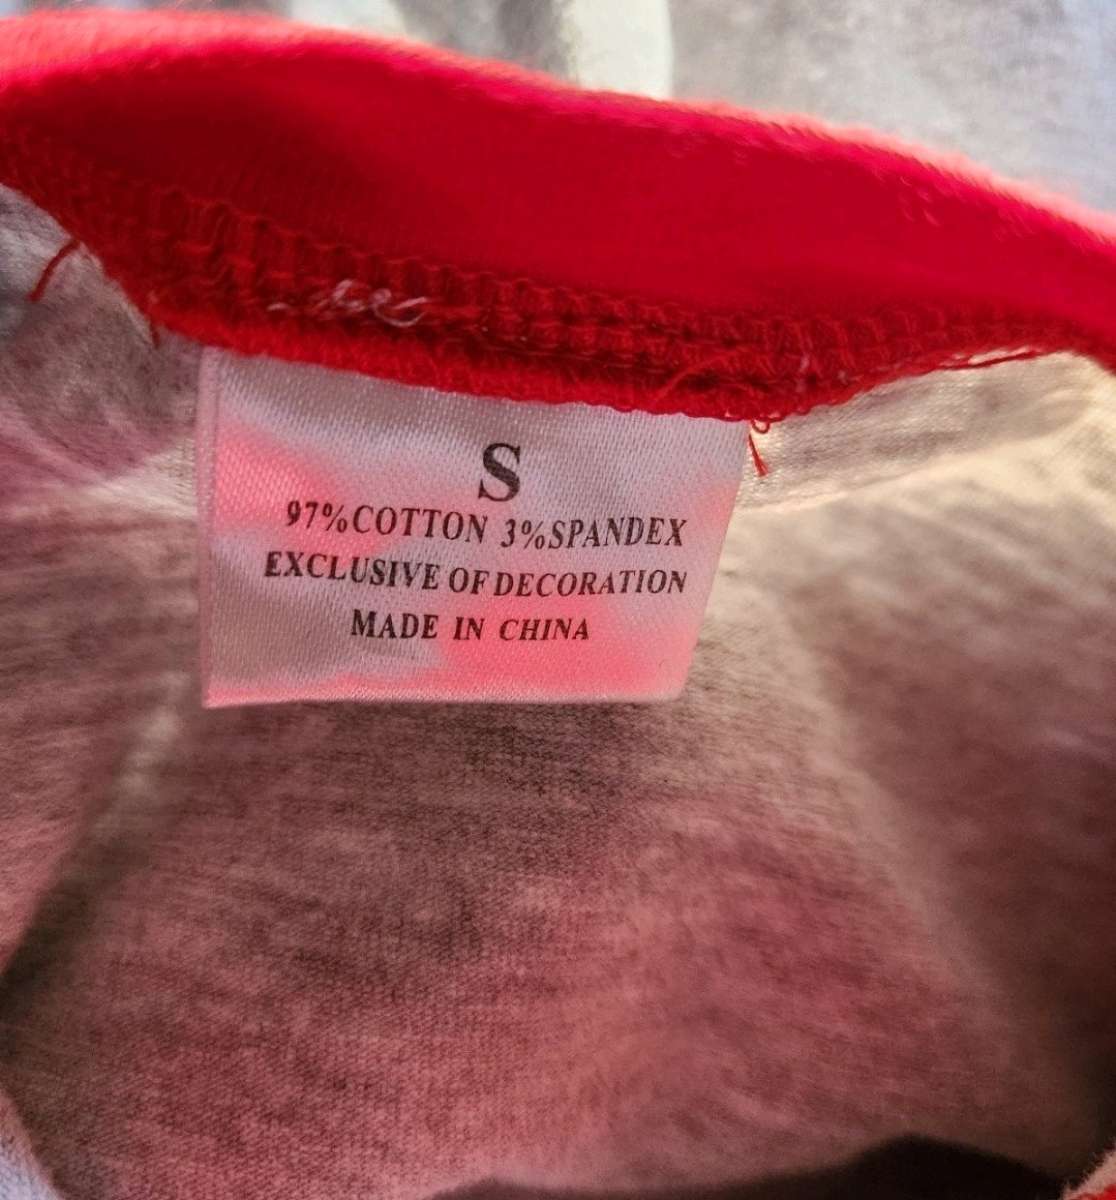 S
97%COTTON 3%SPANDEX
EXCLUSIVE OF DECORATION
MADE IN CHINA